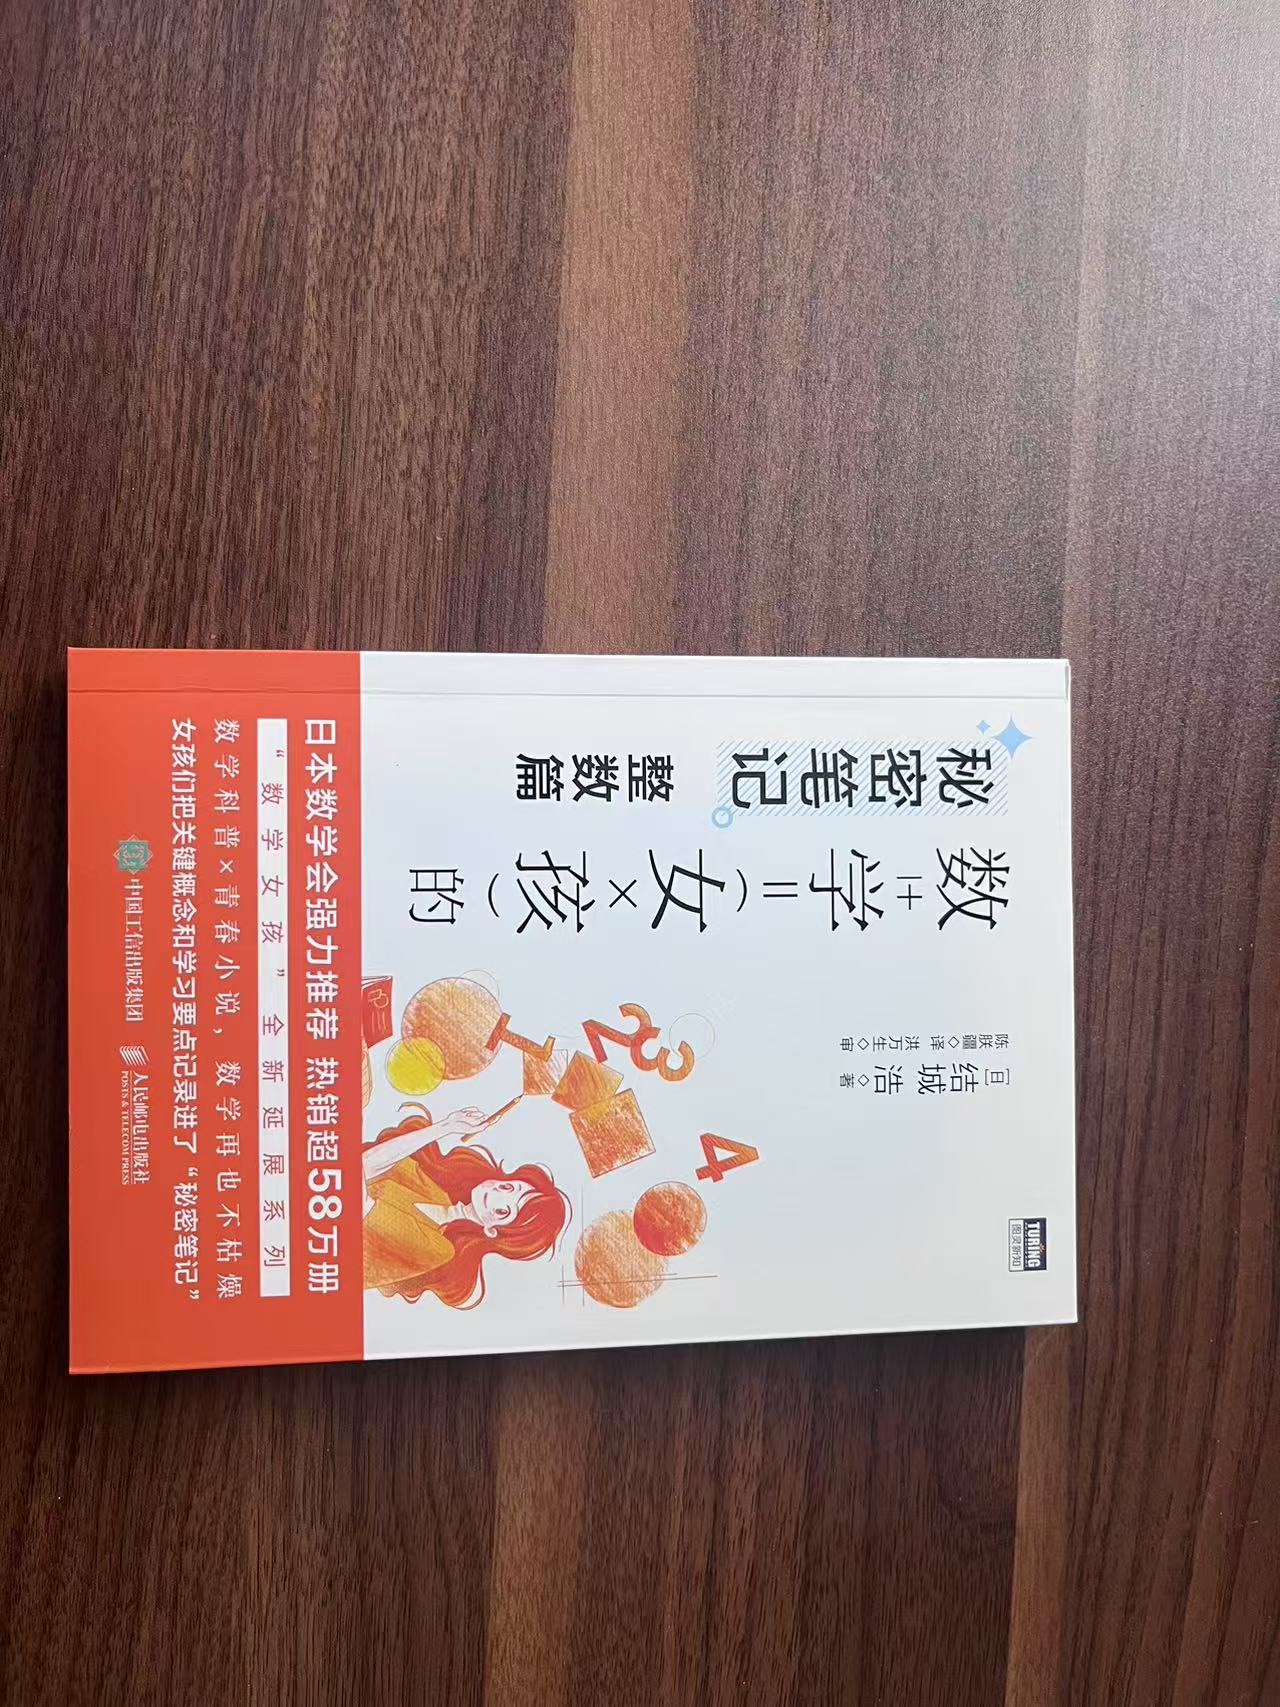 TURING
图灵新知
[日]结城 浩◇著
陈朕疆◇译 洪万生◇审
数+学=(女×孩)的
秘密笔记 整数篇
4
3
2
1
日本数学会强力推荐 热销超58万册
“数学女孩”全新延展系列
数学科普×青春小说，数学再也不枯燥
女孩们把关键概念和学习要点记录进了“秘密笔记”
中国工信出版集团 人民邮电出版社
POSTS & TELECOM PRESS